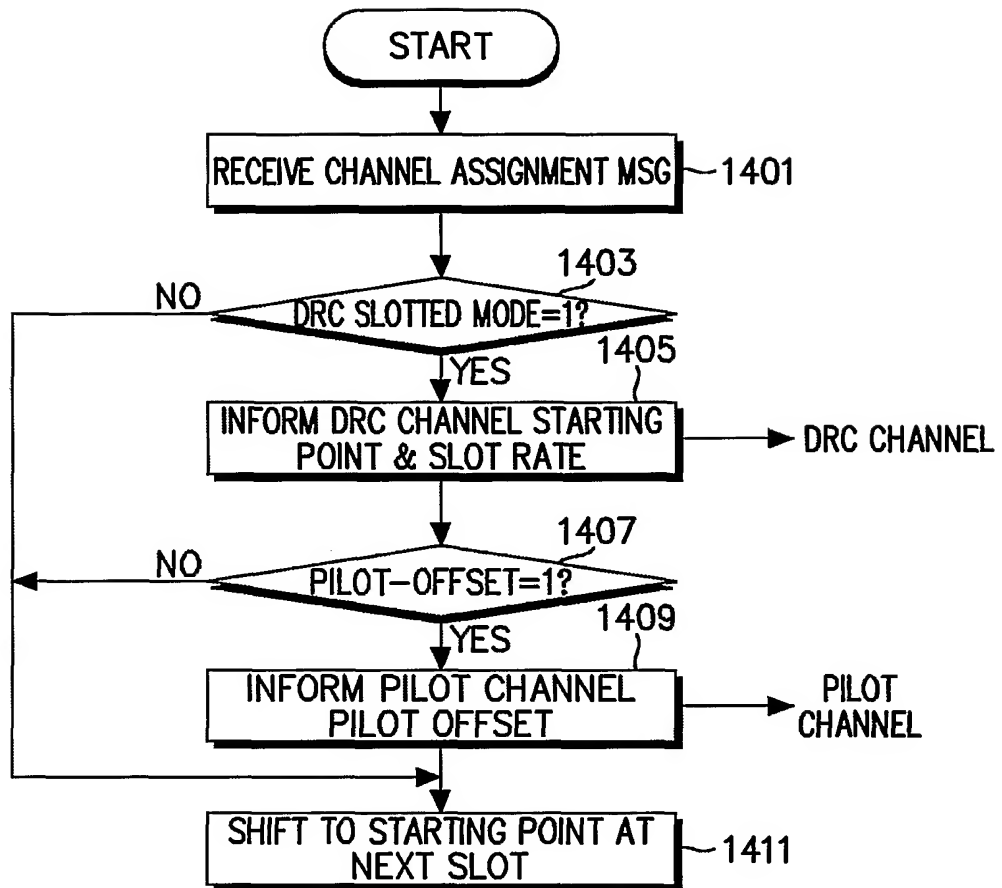 START
RECEIVE CHANNEL ASSIGNMENT MSG
1401
1403
NO
DRC SLOTTED MODE=1?
1405
YES
INFORM DRC CHANNEL STARTING
POINT & SLOT RATE
DRC CHANNEL
1407
NO
PILOT-OFFSET=1?
1409
YES
INFORM PILOT CHANNEL
PILOT OFFSET
PILOT
CHANNEL
SHIFT TO STARTING POINT AT
NEXT SLOT
1411